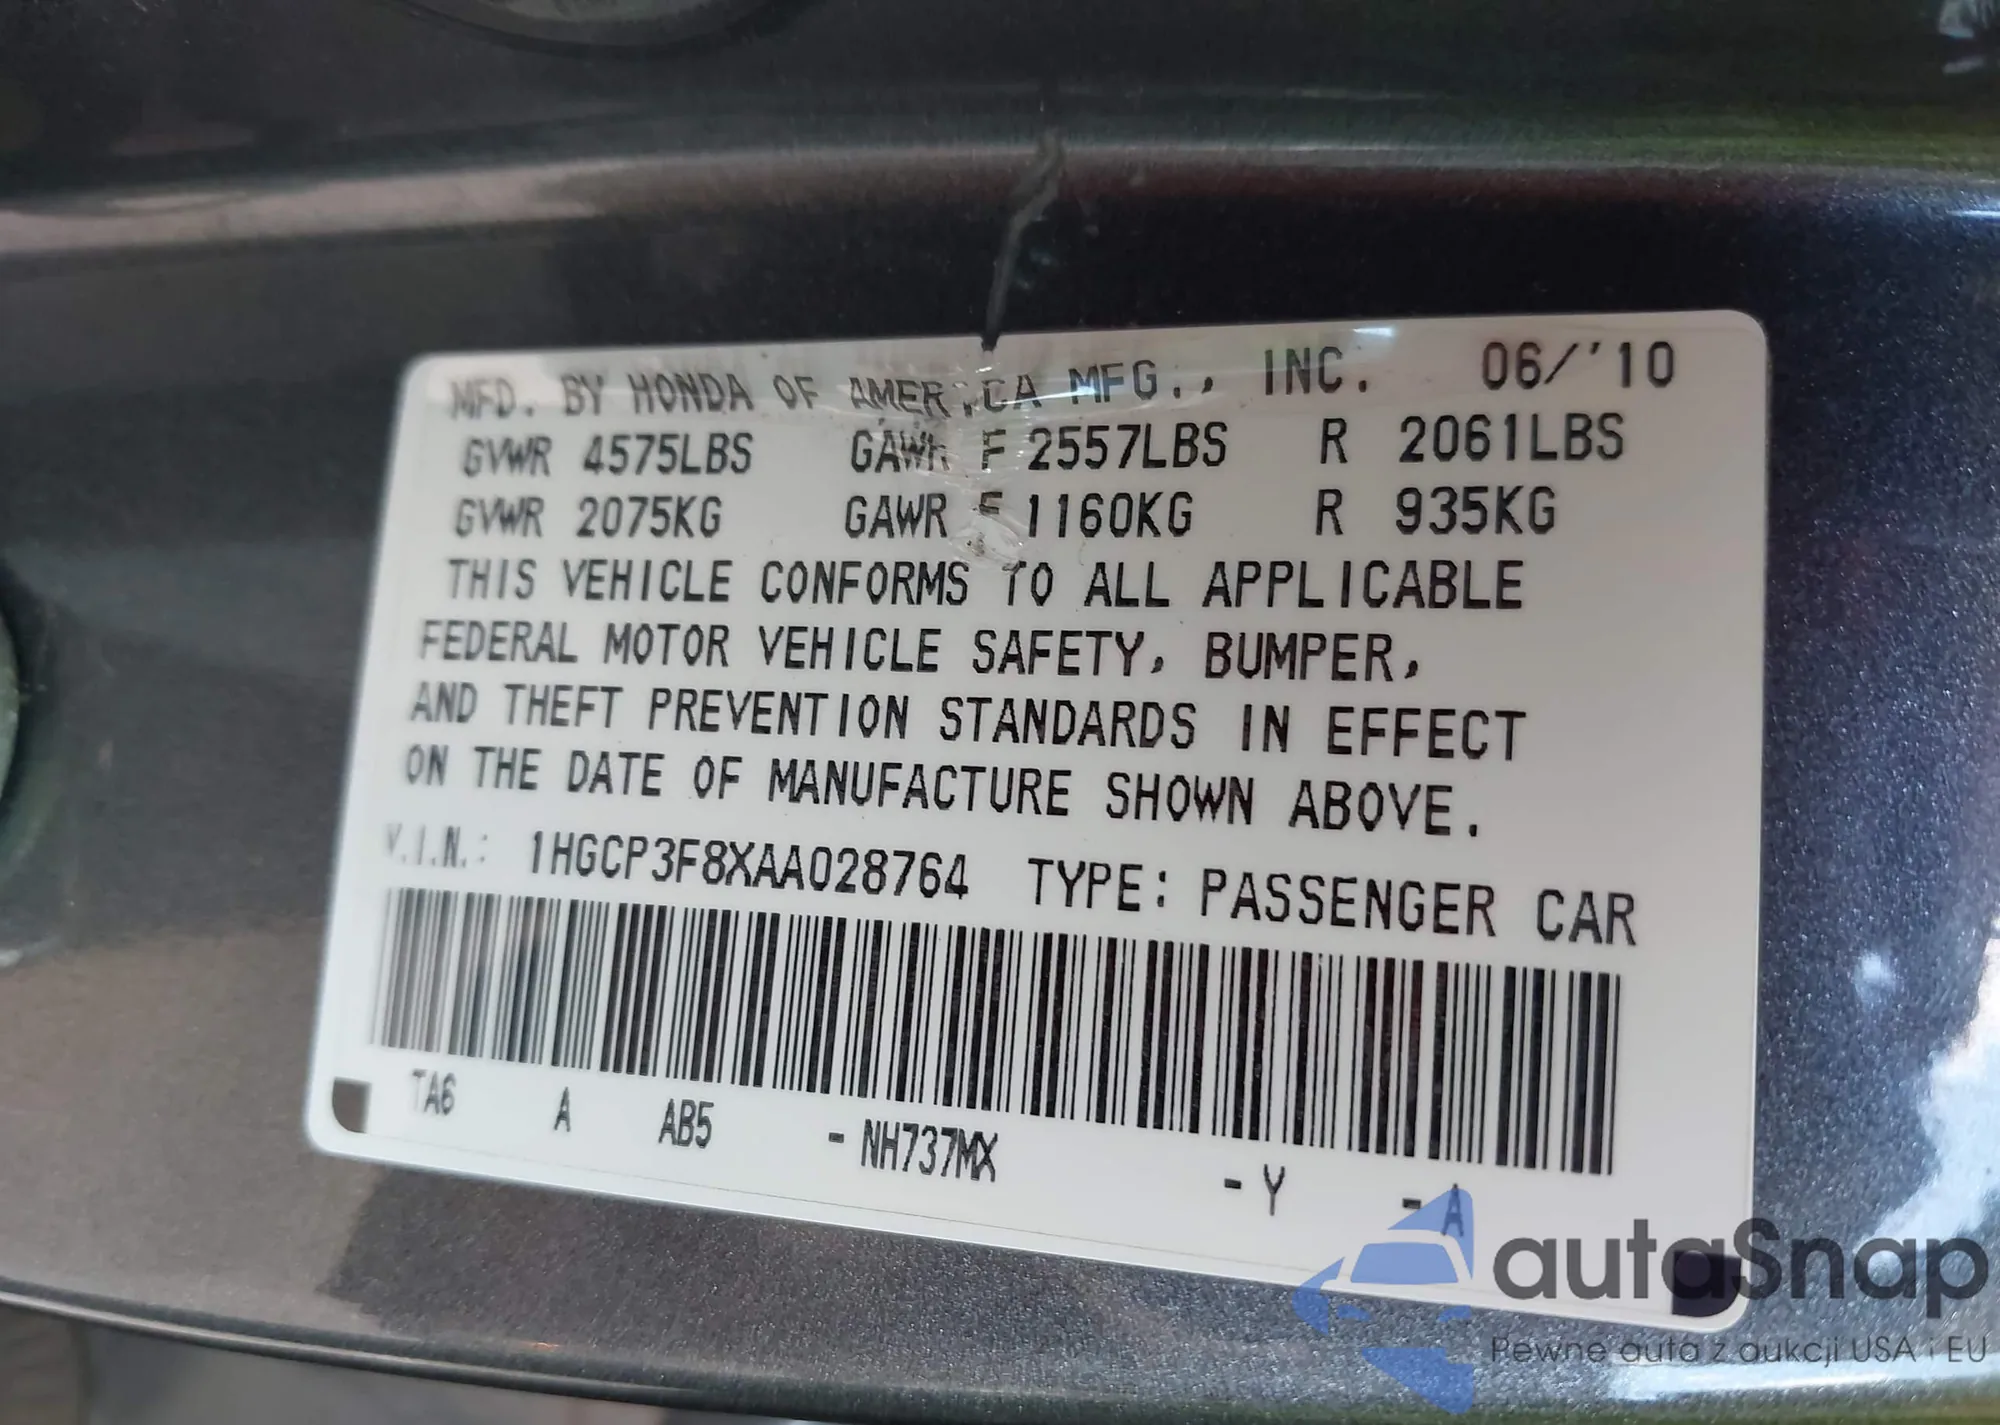 MFD. BY HONDA OF AMERICA MFG., INC. 06/'10
GVWR 4575LBS GAWR F 2557LBS R 2061LBS
GVWR 2075KG GAWR F 1160KG R 935KG
THIS VEHICLE CONFORMS TO ALL APPLICABLE
FEDERAL MOTOR VEHICLE SAFETY, BUMPER,
AND THEFT PREVENTION STANDARDS IN EFFECT
ON THE DATE OF MANUFACTURE SHOWN ABOVE.
V.I.N.: 1HGCP3F8XAA028764 TYPE: PASSENGER CAR
TA6 A AB5 - NH737MX - Y - A
autaSnap
Pewne auta z aukcji USA i EU